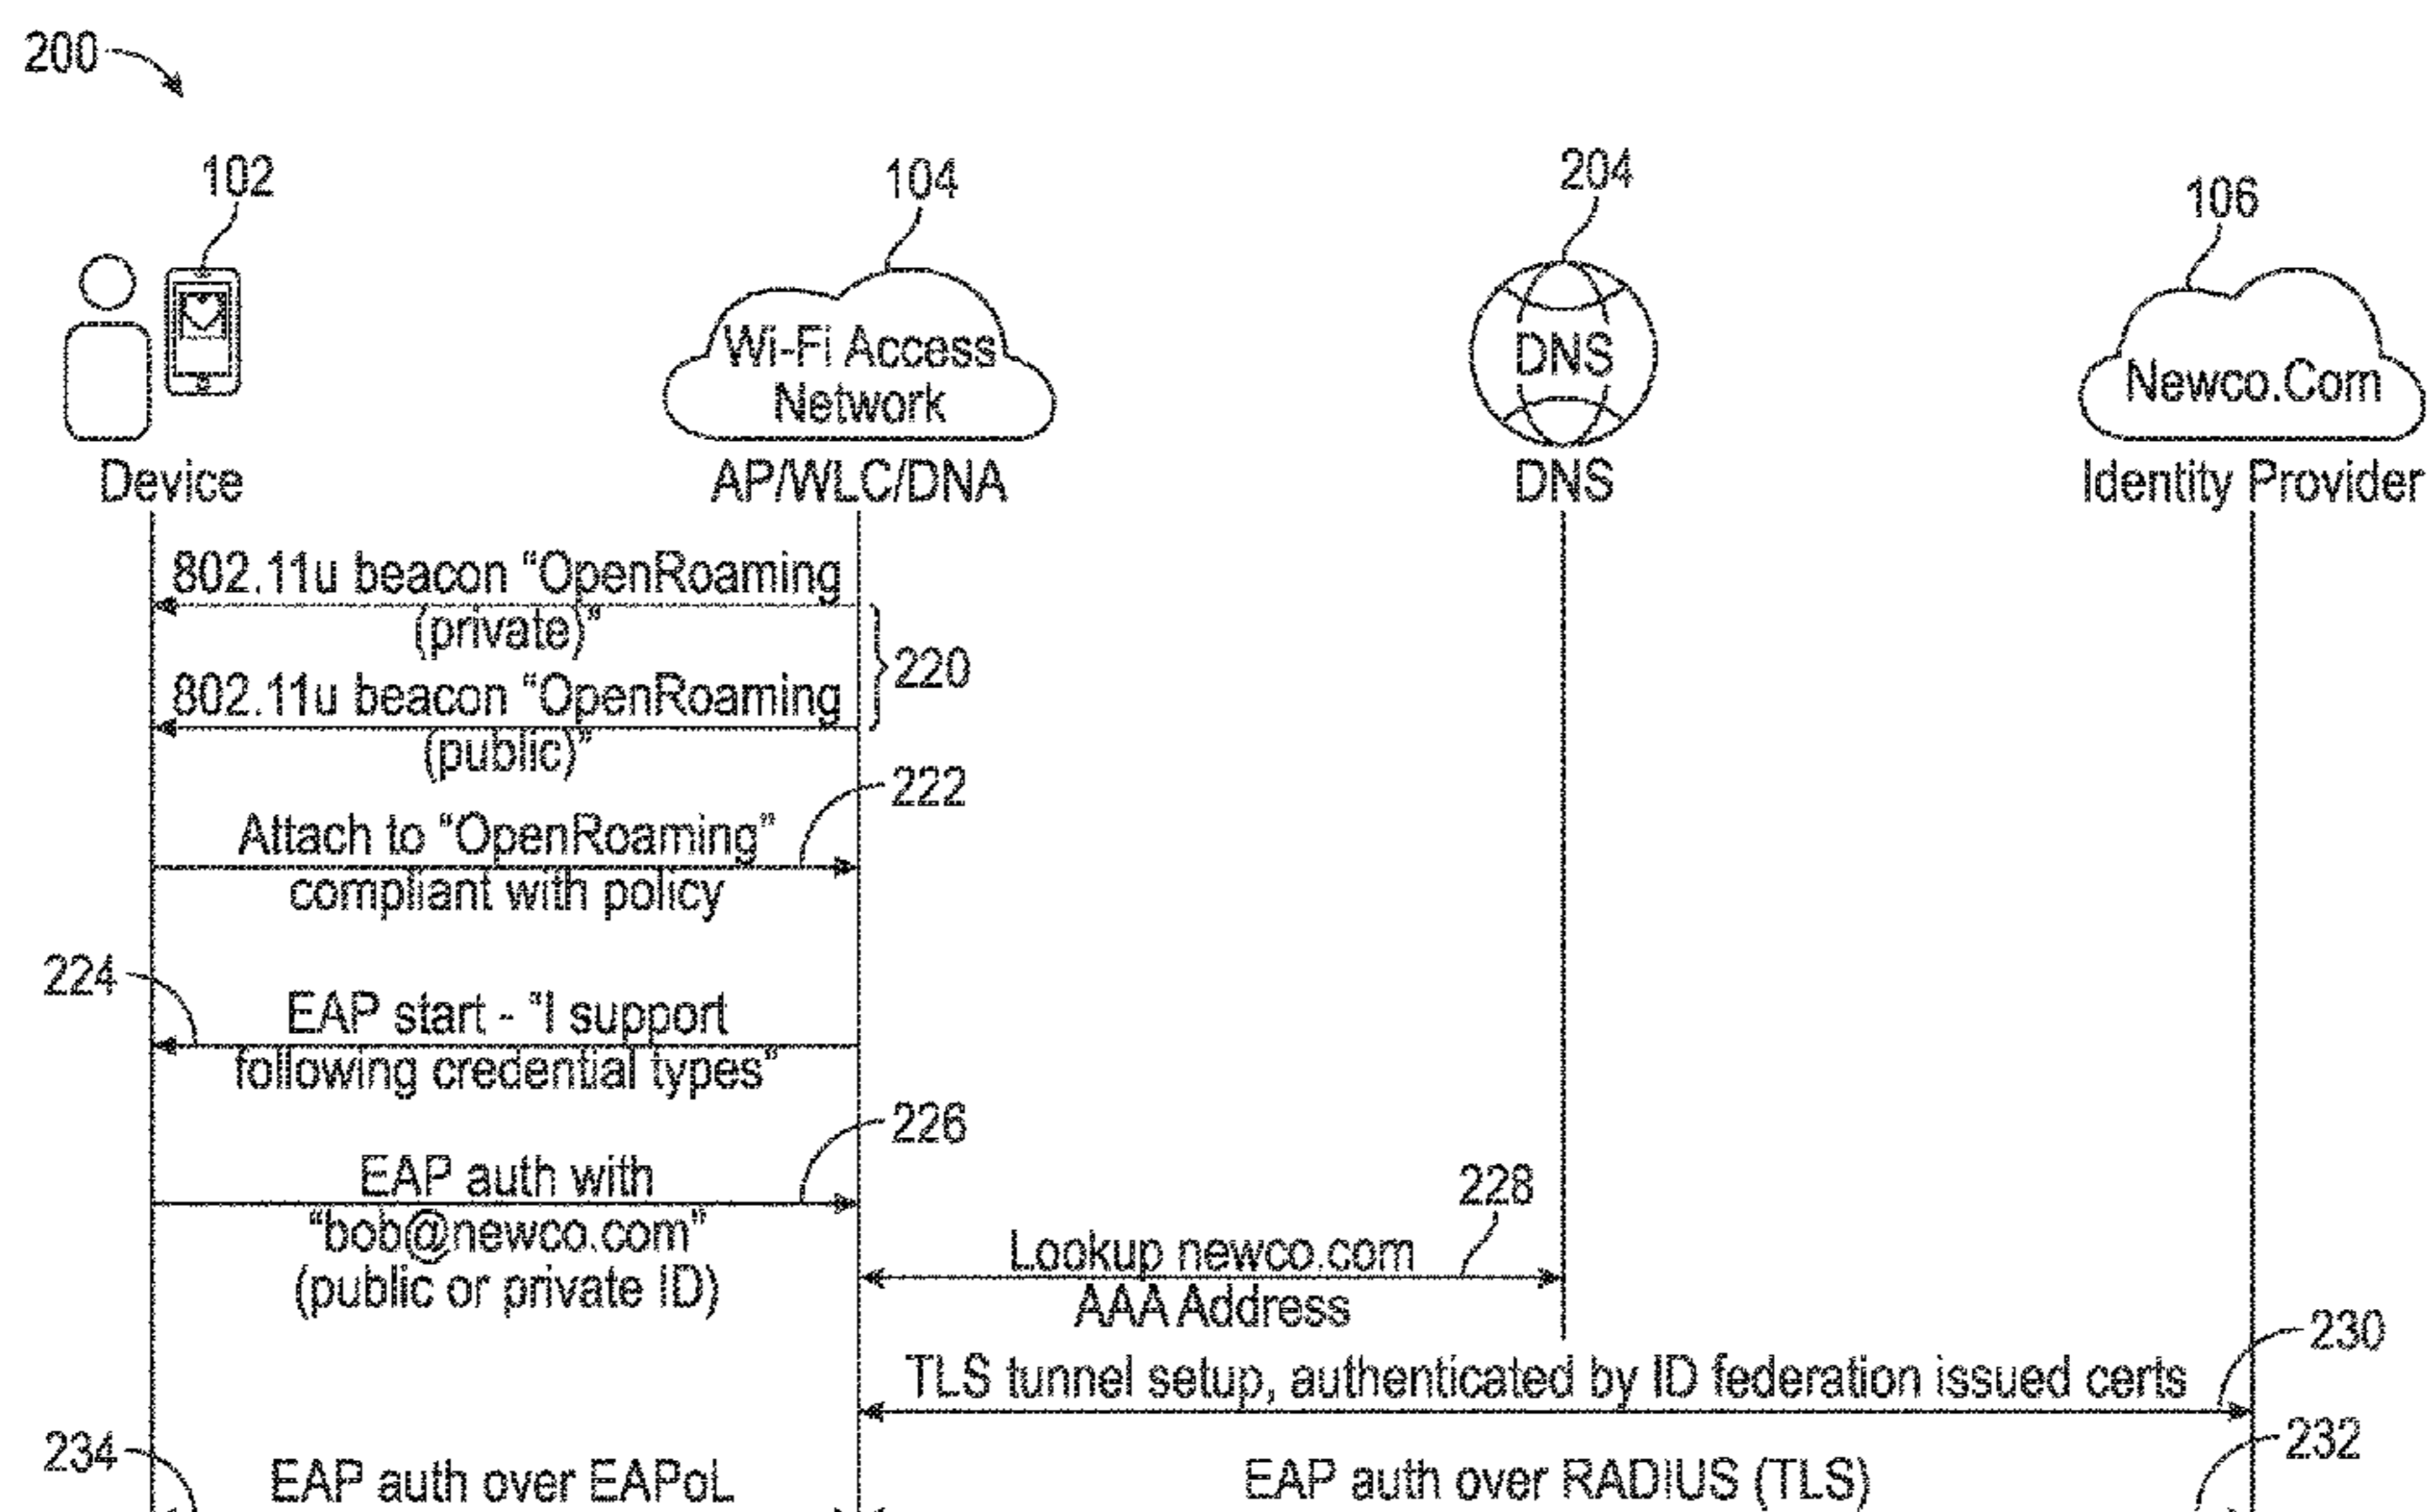 200
102
104
204
106
Wi-Fi Access
Network
DNS
Newco.Com
Device
AP/WLC/DNA
DNS
Identity Provider
802.11u beacon “OpenRoaming
(private)”
220
802.11u beacon “OpenRoaming
(public)”
222
Attach to “OpenRoaming”
compliant with policy
224
EAP start - “I support
following credential types”
226
EAP auth with
“bob@newco.com”
(public or private ID)
228
Lookup newco.com
AAA Address
230
TLS tunnel setup, authenticated by ID federation issued certs
234
EAP auth over EAPoL
232
EAP auth over RADIUS (TLS)